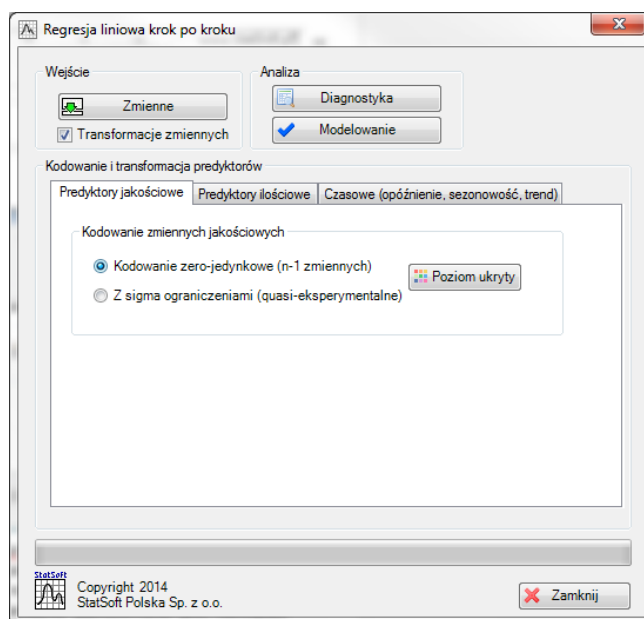 Regresja liniowa krok po kroku
Wejście
Zmienne
Transformacje zmiennych
Analiza
Diagnostyka
Modelowanie
Kodowanie i transformacja predyktorów
Predyktory jakościowe
Predyktory ilościowe
Czasowe (opóźnienie, sezonowość, trend)
Kodowanie zmiennych jakościowych
Kodowanie zero-jedynkowe (n-1 zmiennych)
Z sigma ograniczeniami (quasi-eksperymentalne)
Poziom ukryty
StatSoft
Copyright 2014
StatSoft Polska Sp. z o.o.
Zamknij